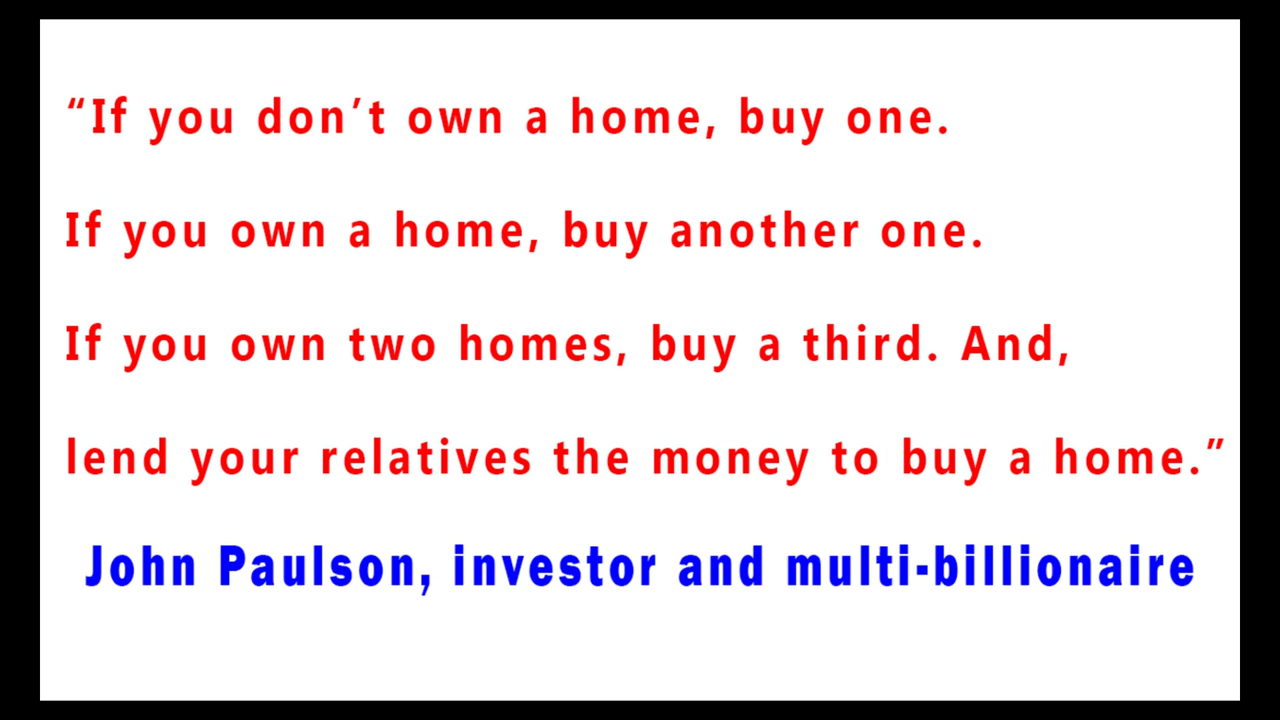 “If you don’t own a home, buy one.
If you own a home, buy another one.
If you own two homes, buy a third. And,
lend your relatives the money to buy a home.”
John Paulson, investor and multi-billionaire